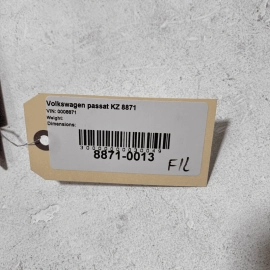 Volkswagen passat KZ 8871
VIN: 0008871
Weight:
Dimensions:
8871-0013
F1L